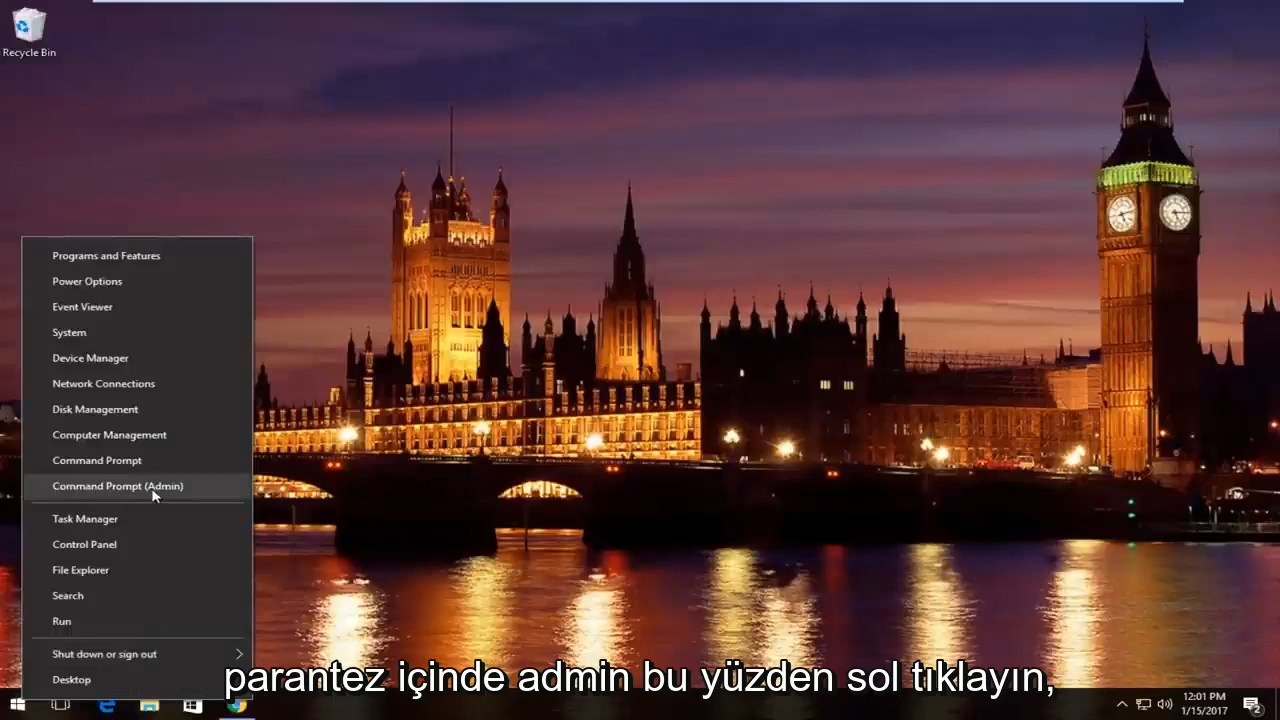 Recycle Bin
Programs and Features
Power Options
Event Viewer
System
Device Manager
Network Connections
Disk Management
Computer Management
Command Prompt
Command Prompt (Admin)
Task Manager
Control Panel
File Explorer
Search
Run
Shut down or sign out
Desktop
parantez içinde admin bu yüzden sol tıklayın,
12:01 PM
1/15/2017
2